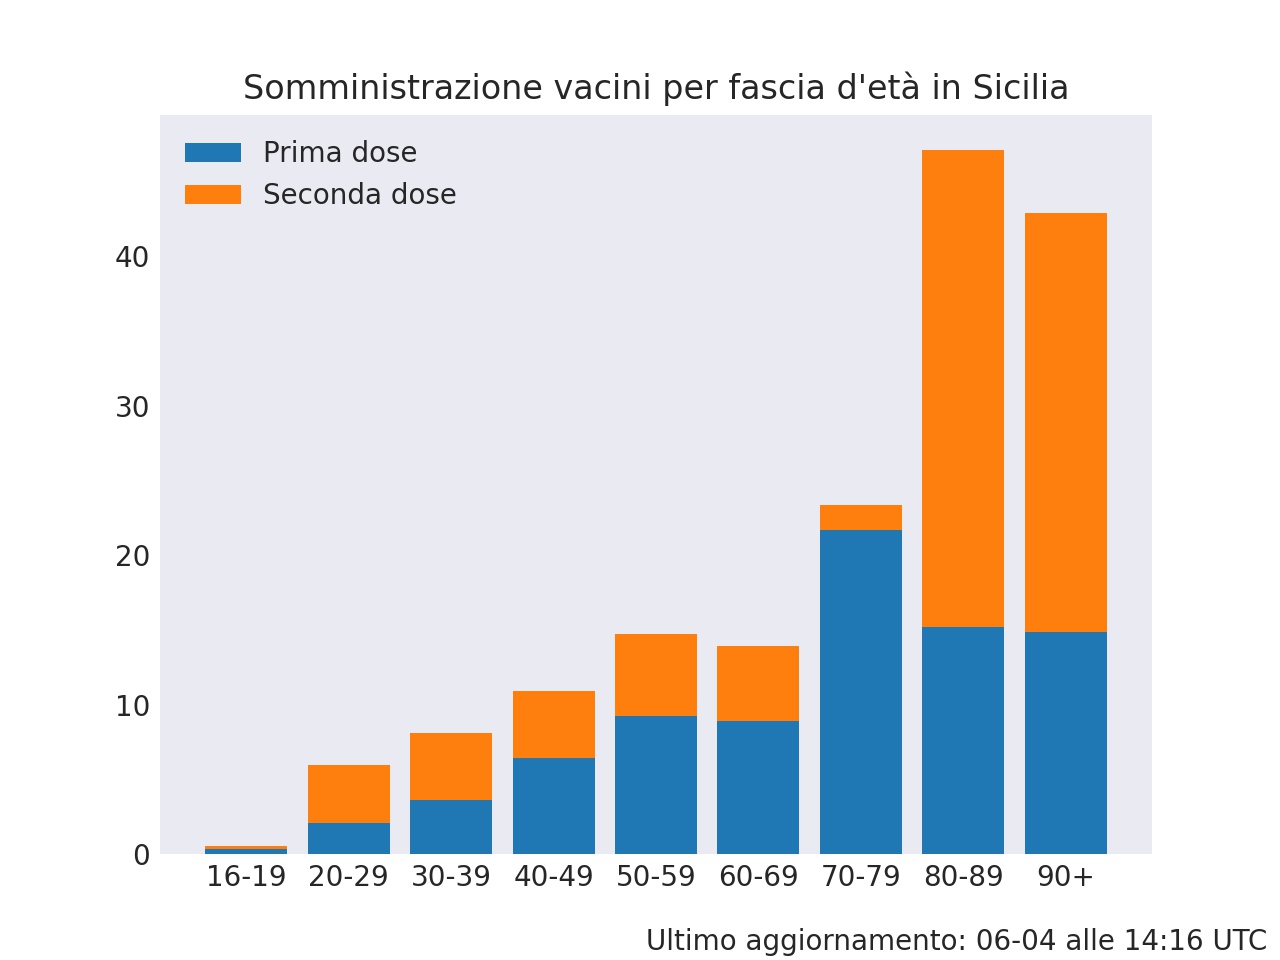 Somministrazione vacini per fascia d'età in Sicilia
Prima dose
Seconda dose
40
30
20
10
0
16-19 20-29 30-39 40-49 50-59 60-69 70-79 80-89 90+
Ultimo aggiornamento: 06-04 alle 14:16 UTC